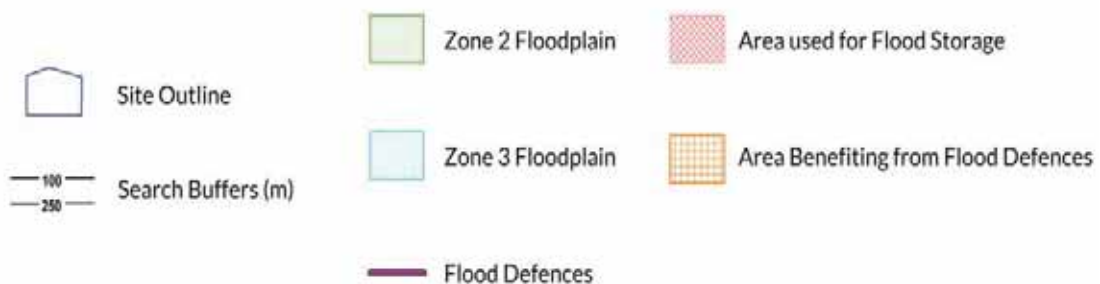 Site Outline
100
250
Search Buffers (m)
Zone 2 Floodplain
Zone 3 Floodplain
Flood Defences
Area used for Flood Storage
Area Benefiting from Flood Defences